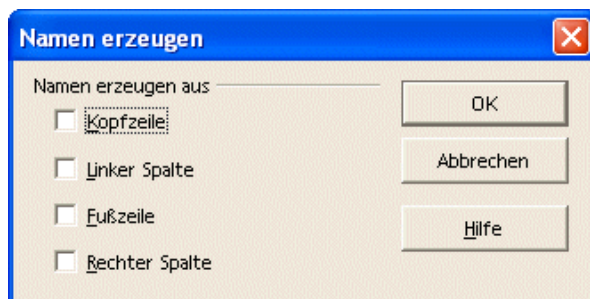 Namen erzeugen
Namen erzeugen aus
Kopfzeile
Linker Spalte
Fußzeile
Rechter Spalte
OK
Abbrechen
Hilfe